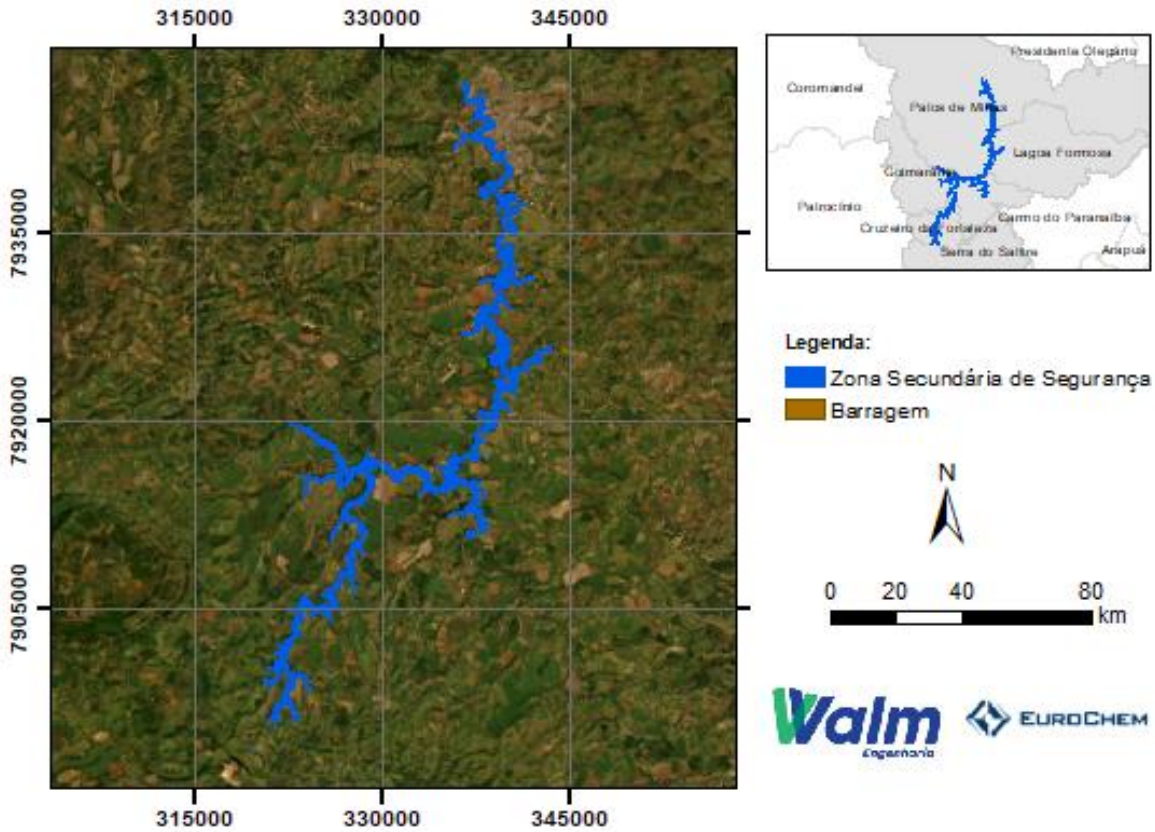 315000 330000 345000
7935000
7920000
7905000
315000 330000 345000
Presidente Olegário
Coromandel
Patos de Minas
Lagoa Formosa
Guimarânia
Patrocínio
Carmo do Paranaíba
Cruzeiro da Fortaleza
Serra do Salitre
Arapuá
Legenda:
Zona Secundária de Segurança
Barragem
N
0 20 40 80
km
Walm
Engenharia
EUROCHEM